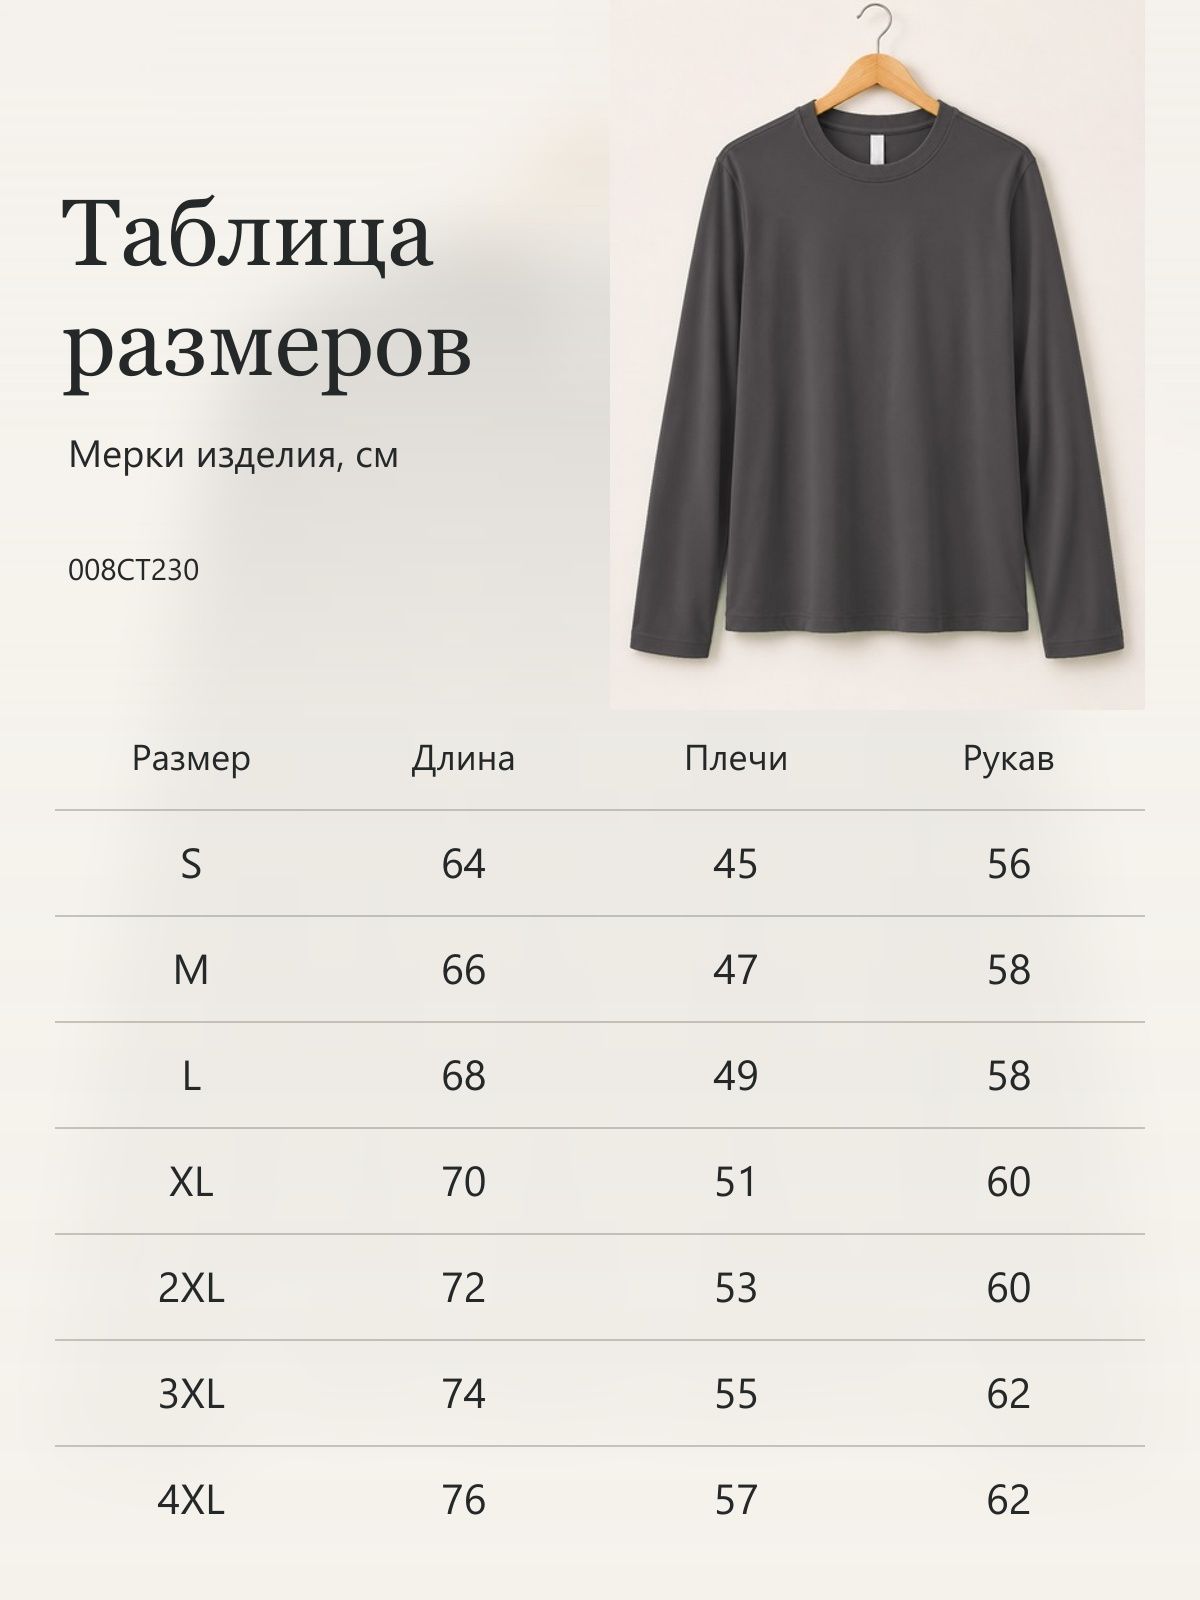 Таблица
размеров
Мерки изделия, см
008СТ230
Размер Длина Плечи Рукав
S 64 45 56
M 66 47 58
L 68 49 58
XL 70 51 60
2XL 72 53 60
3XL 74 55 62
4XL 76 57 62